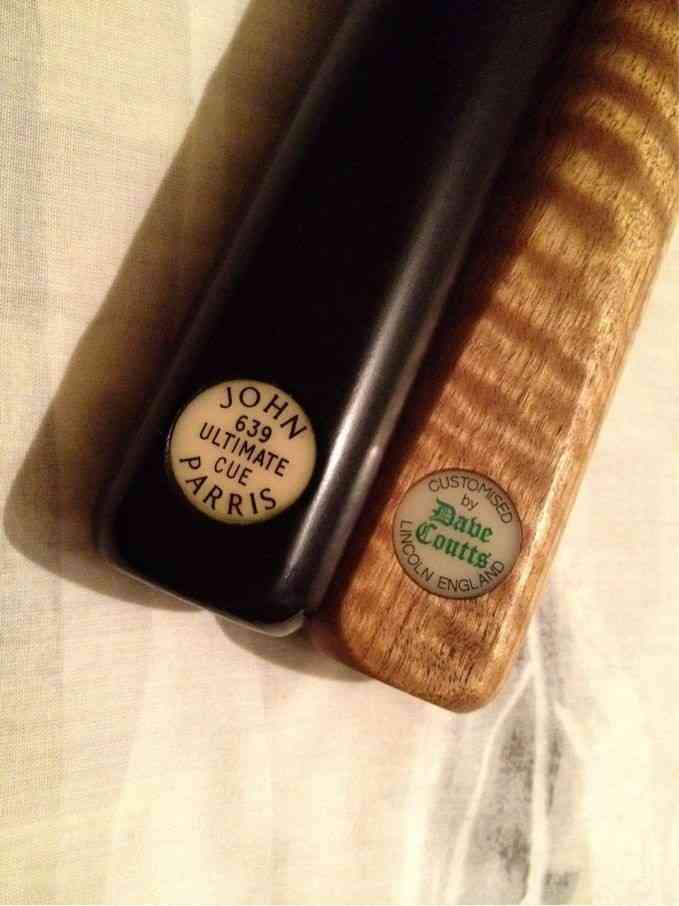 JOHN
639
ULTIMATE
CUE
PARRIS
CUSTOMISED
by
Dave
Coutts
LINCOLN ENGLAND